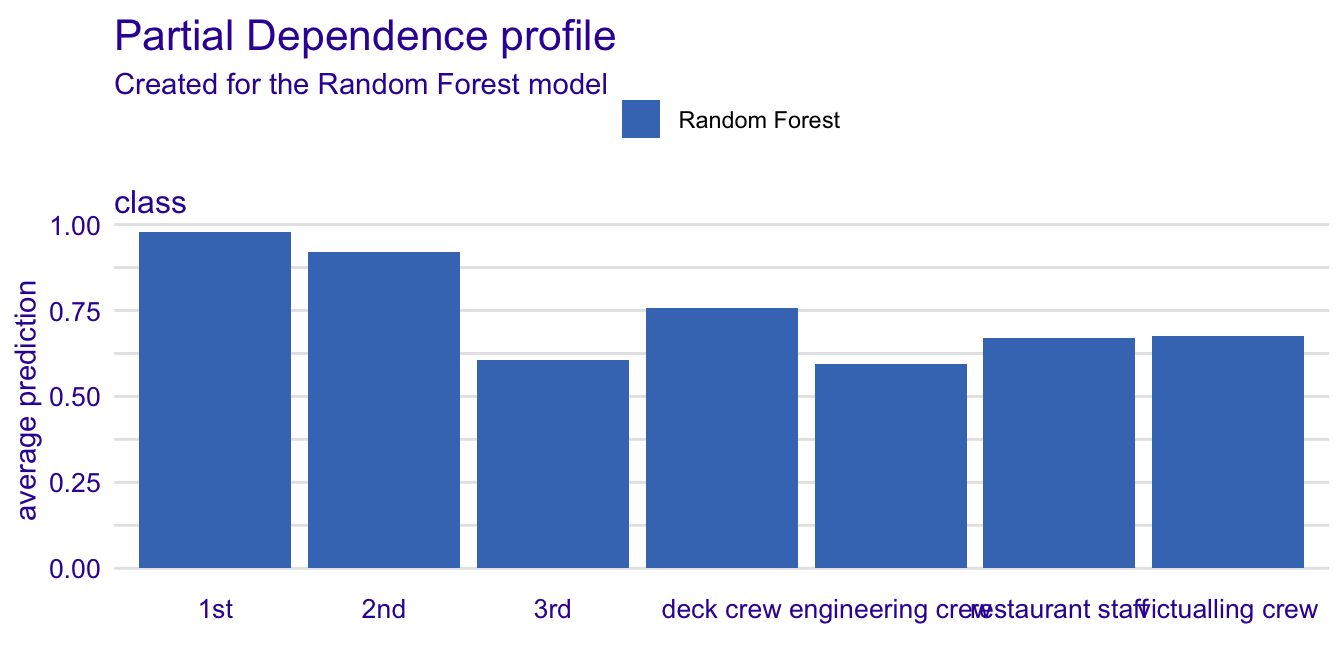 Partial Dependence profile
Created for the Random Forest model
Random Forest
class
average prediction
1.00
0.75
0.50
0.25
0.00
1st 2nd 3rd deck crew engineering crew restaurant staff victualling crew